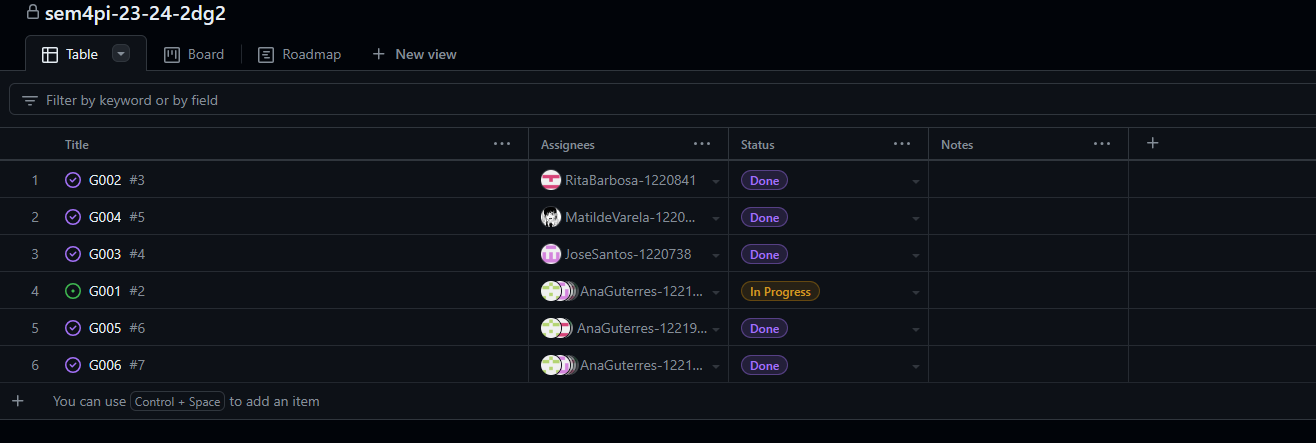 sem4pi-23-24-2dg2
Table Board Roadmap + New view
Filter by keyword or by field
Title ... Assignees ... Status ... Notes ... +
1 G002 #3 RitaBarbosa-1220841 Done
2 G004 #5 MatildeVarela-1220... Done
3 G003 #4 JoseSantos-1220738 Done
4 G001 #2 AnaGuterres-1221... In Progress
5 G005 #6 AnaGuterres-12219... Done
6 G006 #7 AnaGuterres-1221... Done
+ You can use Control + Space to add an item